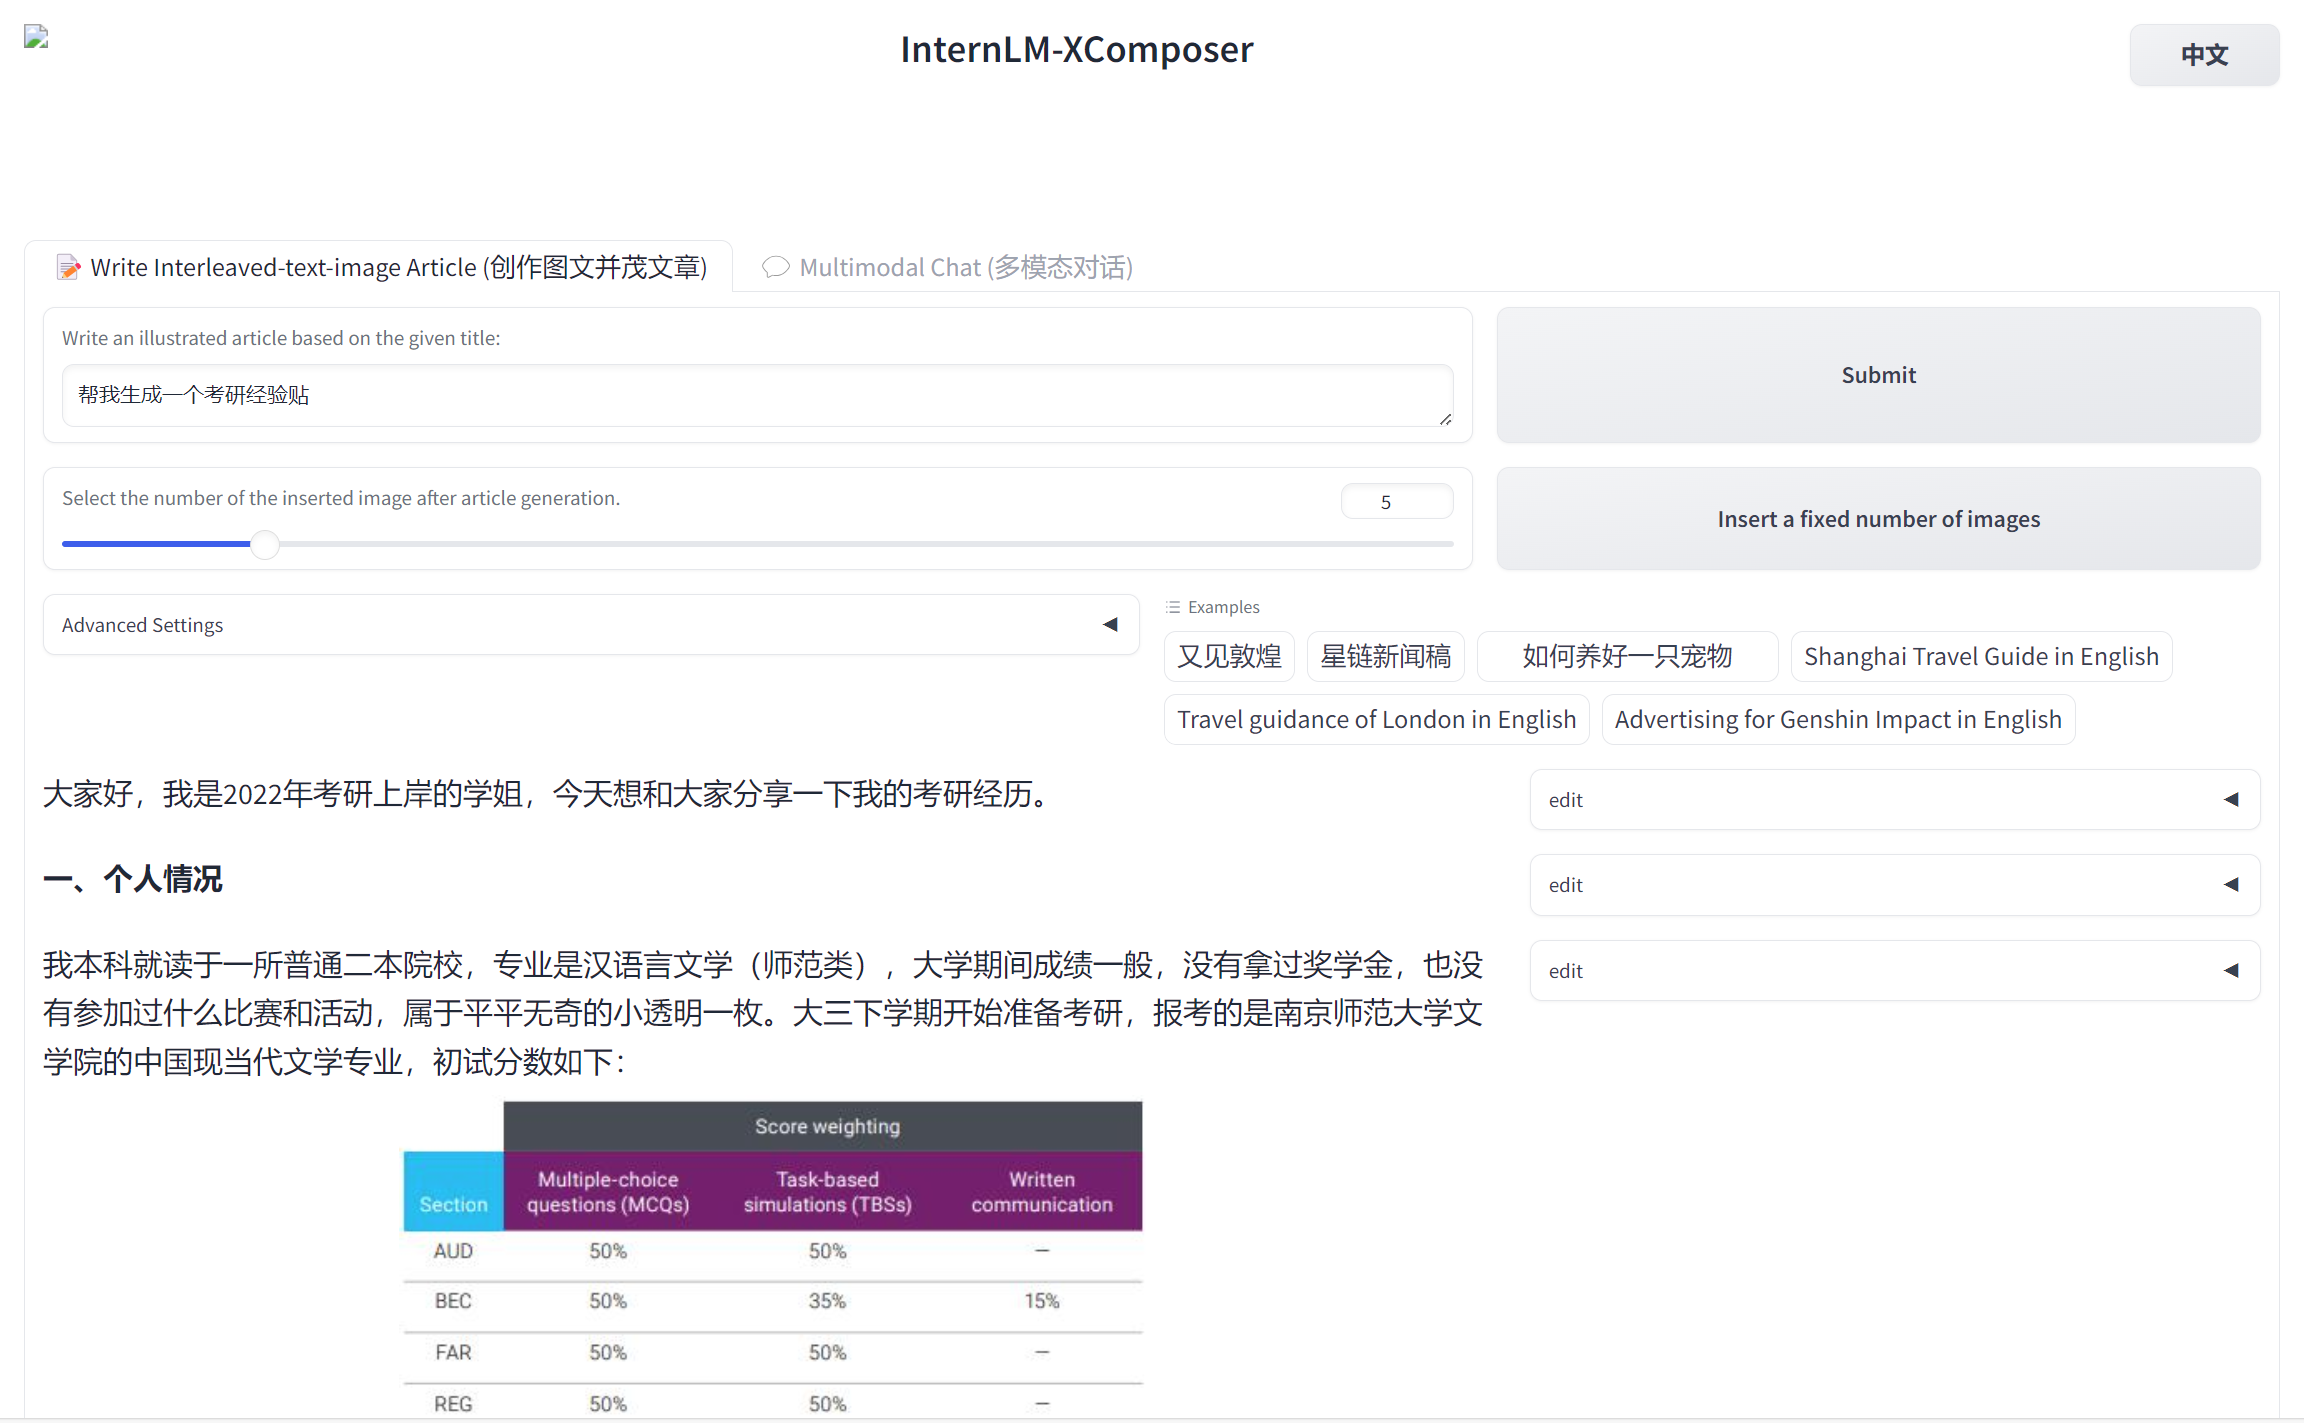 InternLM-XComposer
中文
Write Interleaved-text-image Article (创作图文并茂文章)
Multimodal Chat (多模态对话)
Write an illustrated article based on the given title:
帮我生成一个考研经验贴
Submit
Select the number of the inserted image after article generation.
5
Insert a fixed number of images
Advanced Settings
Examples
又见敦煌
星链新闻稿
如何养好一只宠物
Shanghai Travel Guide in English
Travel guidance of London in English
Advertising for Genshin Impact in English
大家好，我是2022年考研上岸的学姐，今天想和大家分享一下我的考研经历。
edit
一、个人情况
edit
我本科就读于一所普通二本院校，专业是汉语言文学（师范类），大学期间成绩一般，没有拿过奖学金，也没
有参加过什么比赛和活动，属于平平无奇的小透明一枚。大三下学期开始准备考研，报考的是南京师范大学文
学院的中国现当代文学专业，初试分数如下：
edit
Score weighting
Section
Multiple-choice
questions (MCQs)
Task-based
simulations (TBSs)
Written
communication
AUD 50% 50% —
BEC 50% 35% 15%
FAR 50% 50% —
REG 50% 50% —